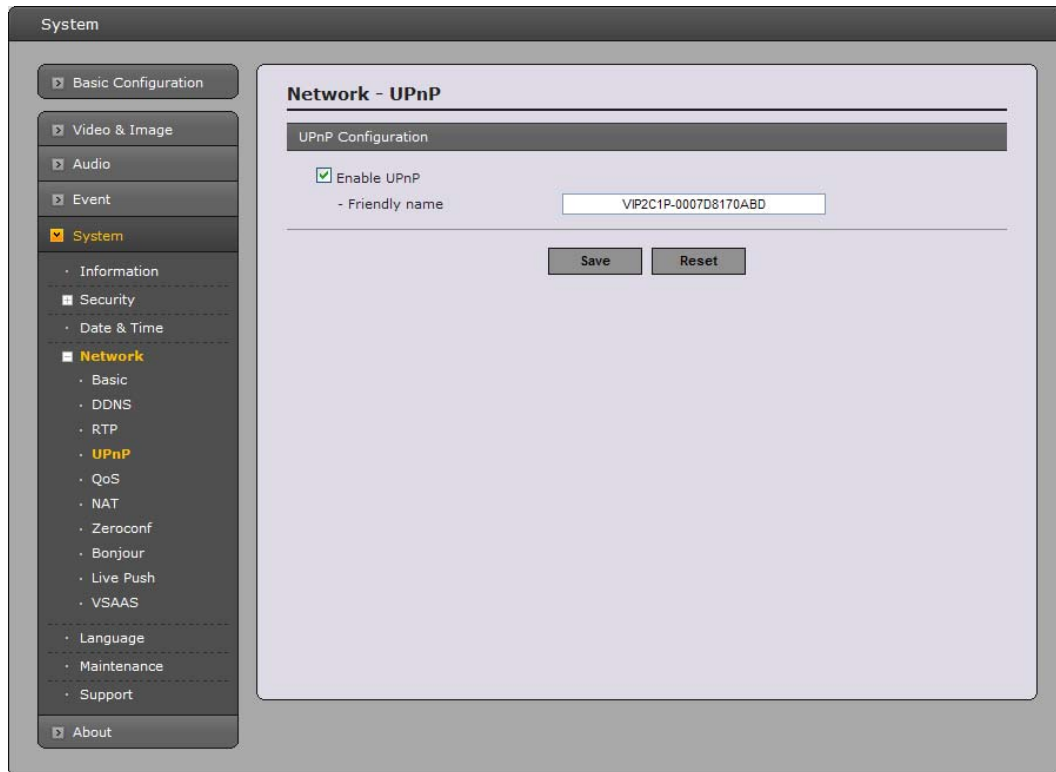 System
Basic Configuration
Video & Image
Audio
Event
System
· Information
Security
· Date & Time
Network
· Basic
· DDNS
· RTP
· UPnP
· QoS
· NAT
· Zeroconf
· Bonjour
· Live Push
· VSAAS
· Language
· Maintenance
· Support
About
Network - UPnP
UPnP Configuration
Enable UPnP
- Friendly name VIP2C1P-0007D8170ABD
Save Reset